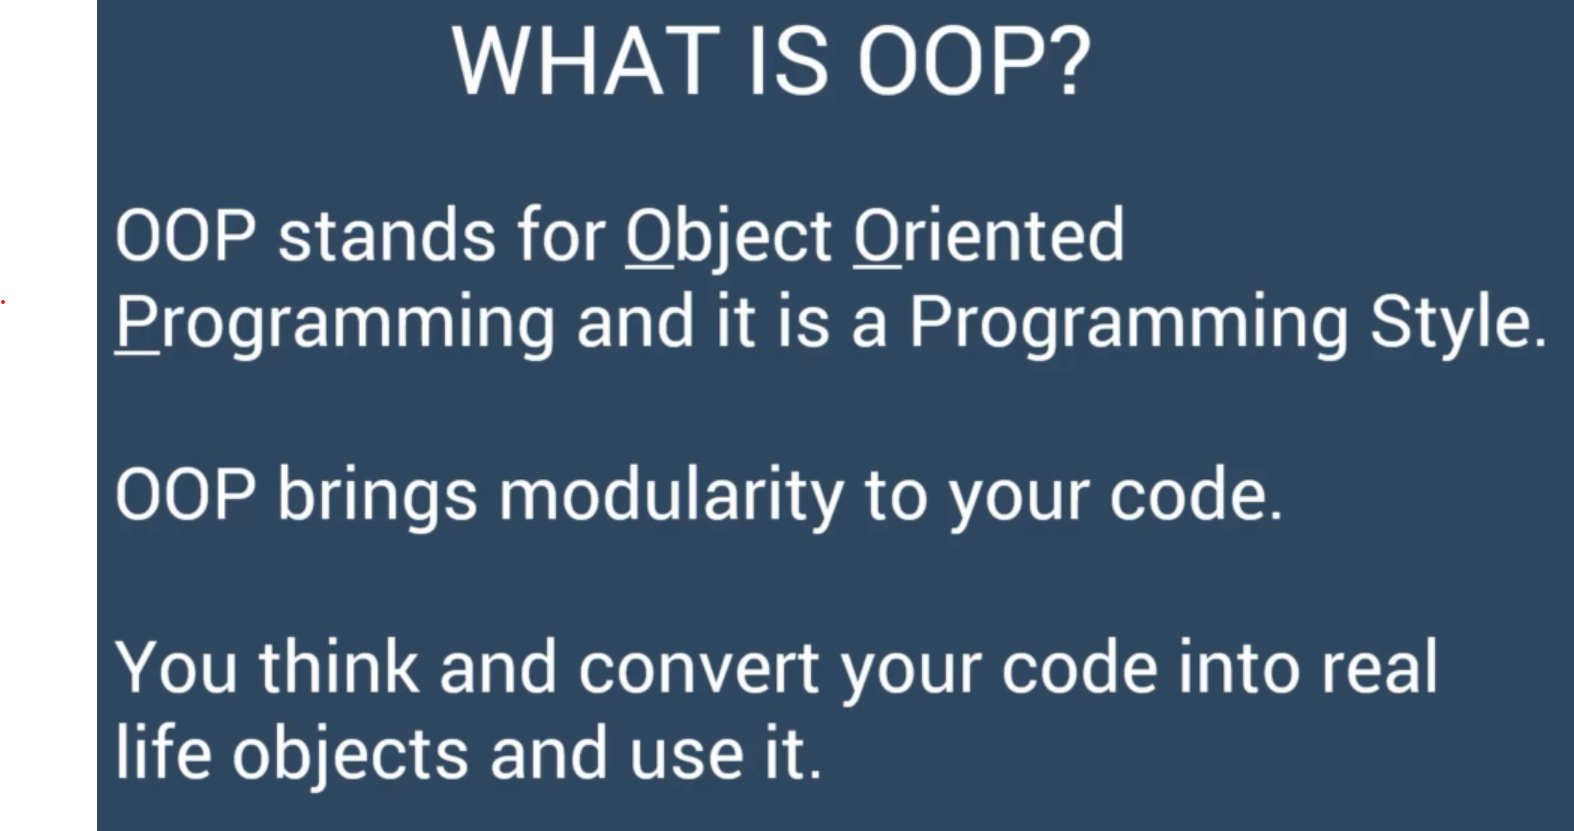 WHAT IS OOP?
OOP stands for Object Oriented
Programming and it is a Programming Style.
OOP brings modularity to your code.
You think and convert your code into real
life objects and use it.